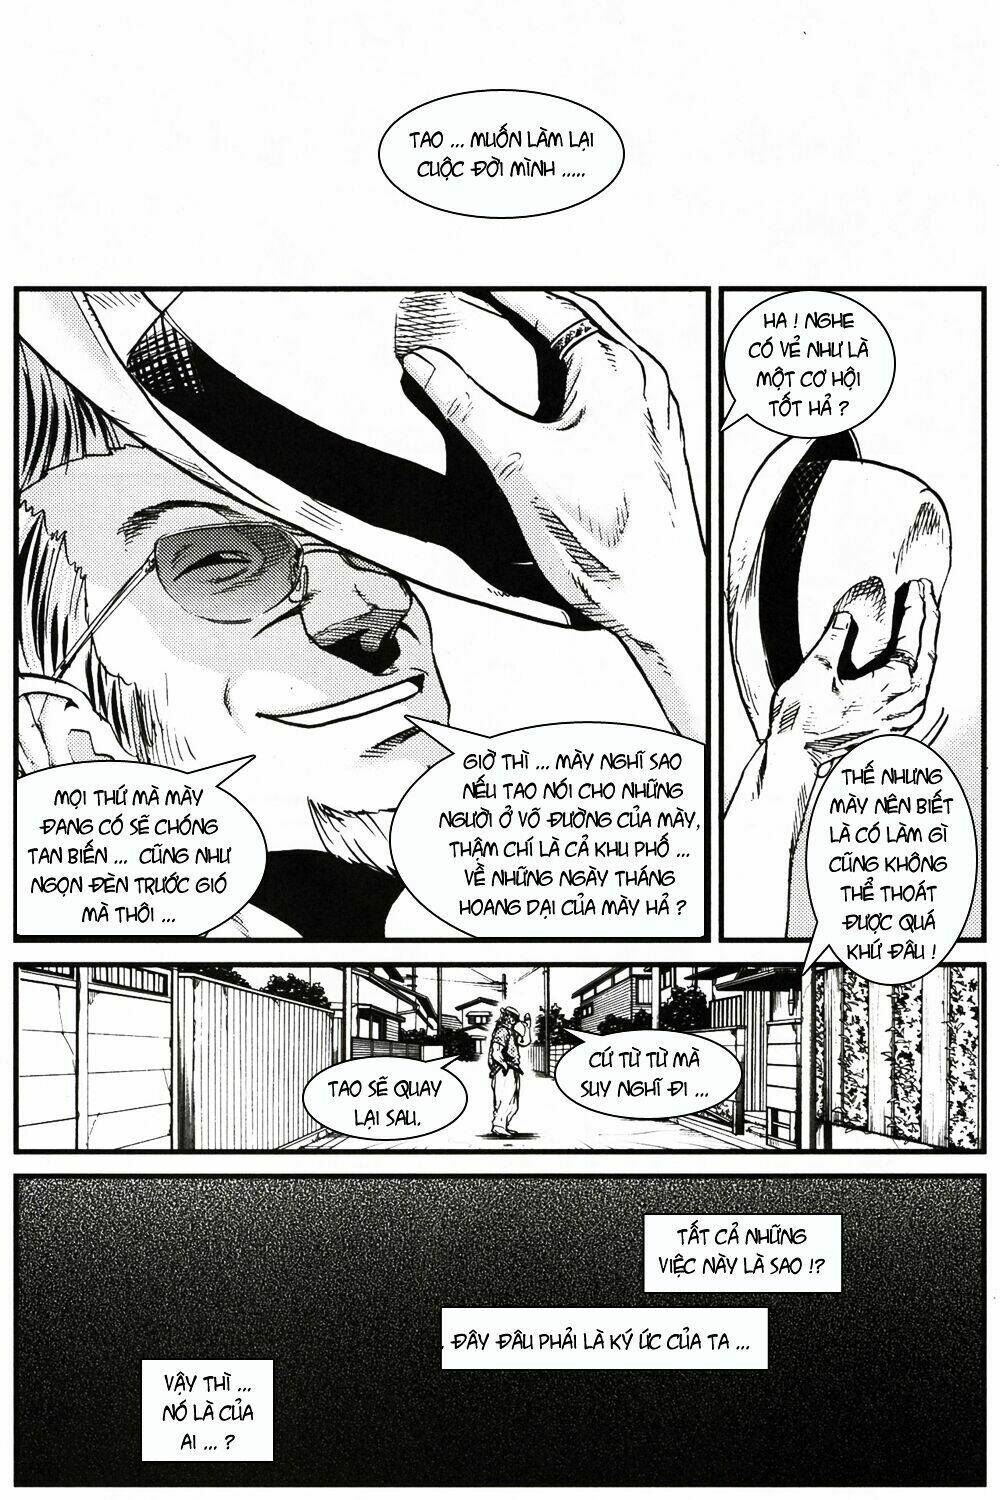 TAO ... MUỐN LÀM LẠI
CUỘC ĐỜI MÌNH .....
HA ! NGHE
CÓ VẺ NHƯ LÀ
MỘT CƠ HỘI
TỐT HẢ ?
THẾ NHƯNG
MÀY NÊN BIẾT
LÀ CÓ LÀM GÌ
CŨNG KHÔNG
THỂ THOÁT
ĐƯỢC QUÁ
KHỨ ĐÂU !
GIỜ THÌ ... MÀY NGHĨ SAO
NẾU TAO NÓI CHO NHỮNG
NGƯỜI Ở VÕ ĐƯỜNG CỦA MÀY,
THẬM CHÍ LÀ CẢ KHU PHỐ ...
VỀ NHỮNG NGÀY THÁNG
HOANG DẠI CỦA MÀY HẢ ?
MỌI THỨ MÀ MÀY
ĐANG CÓ SẼ CHÓNG
TAN BIẾN ... CŨNG NHƯ
NGỌN ĐÈN TRƯỚC GIÓ
MÀ THÔI ...
CỨ TỪ TỪ MÀ
SUY NGHĨ ĐI ...
TAO SẼ QUAY
LẠI SAU.
TẤT CẢ NHỮNG
VIỆC NÀY LÀ SAO !?
ĐÂY ĐÂU PHẢI LÀ KÝ ỨC CỦA TA ...
VẬY THÌ ...
NÓ LÀ CỦA
AI ... ?